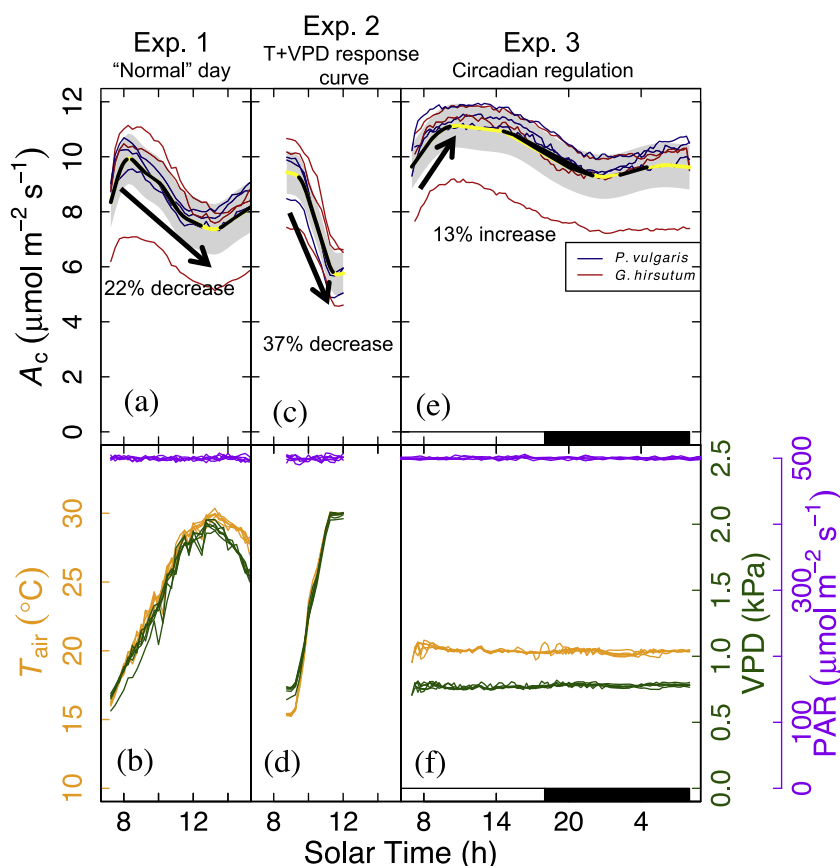 Exp. 1
"Normal" day
Exp. 2
T+VPD response
curve
Exp. 3
Circadian regulation
Ac (μmol m−2 s−1)
0 2 4 6 8 10 12
22% decrease
(a)
37% decrease
(c)
13% increase
P. vulgaris
G. hirsutum
(e)
Tair (°C)
10 15 20 25 30
(b)
(d)
(f)
0.0 0.5 1.0 1.5 2.0 2.5
VPD (kPa)
0 100 300 500
PAR (μmol m−2 s−1)
8 12 8 12 8 14 20 4
Solar Time (h)